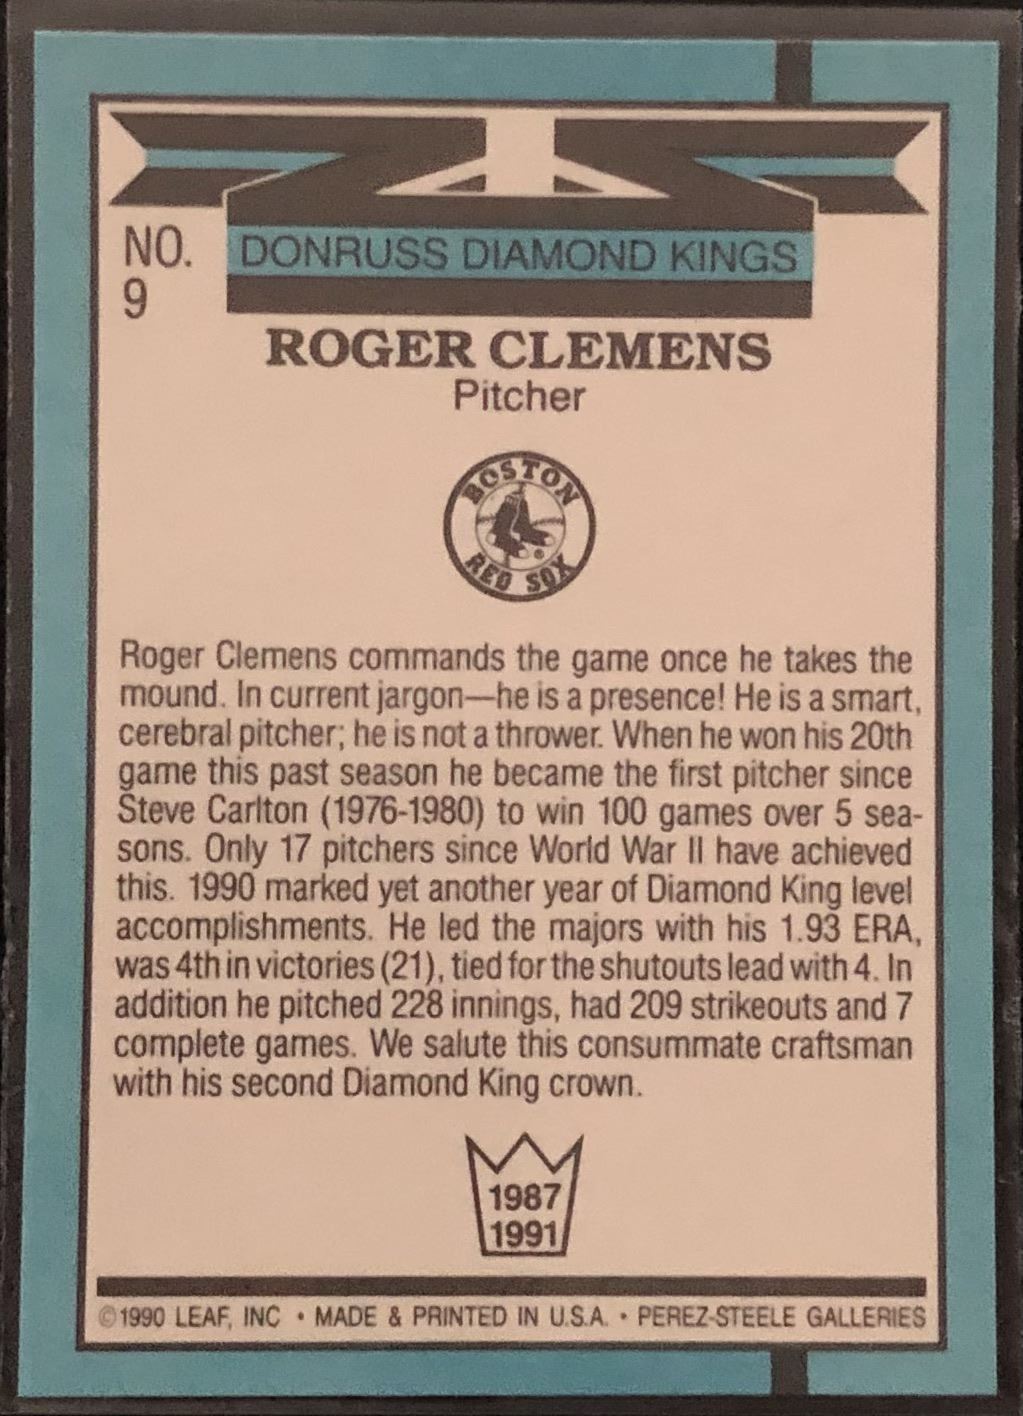 NO.
9
DONRUSS DIAMOND KINGS
ROGER CLEMENS
Pitcher
BOSTON
RED SOX
Roger Clemens commands the game once he takes the
mound. In current jargon—he is a presence! He is a smart,
cerebral pitcher; he is not a thrower. When he won his 20th
game this past season he became the first pitcher since
Steve Carlton (1976-1980) to win 100 games over 5 sea-
sons. Only 17 pitchers since World War II have achieved
this. 1990 marked yet another year of Diamond King level
accomplishments. He led the majors with his 1.93 ERA,
was 4th in victories (21), tied for the shutouts lead with 4. In
addition he pitched 228 innings, had 209 strikeouts and 7
complete games. We salute this consummate craftsman
with his second Diamond King crown.
1987
1991
©1990 LEAF, INC • MADE & PRINTED IN U.S.A. • PEREZ-STEELE GALLERIES